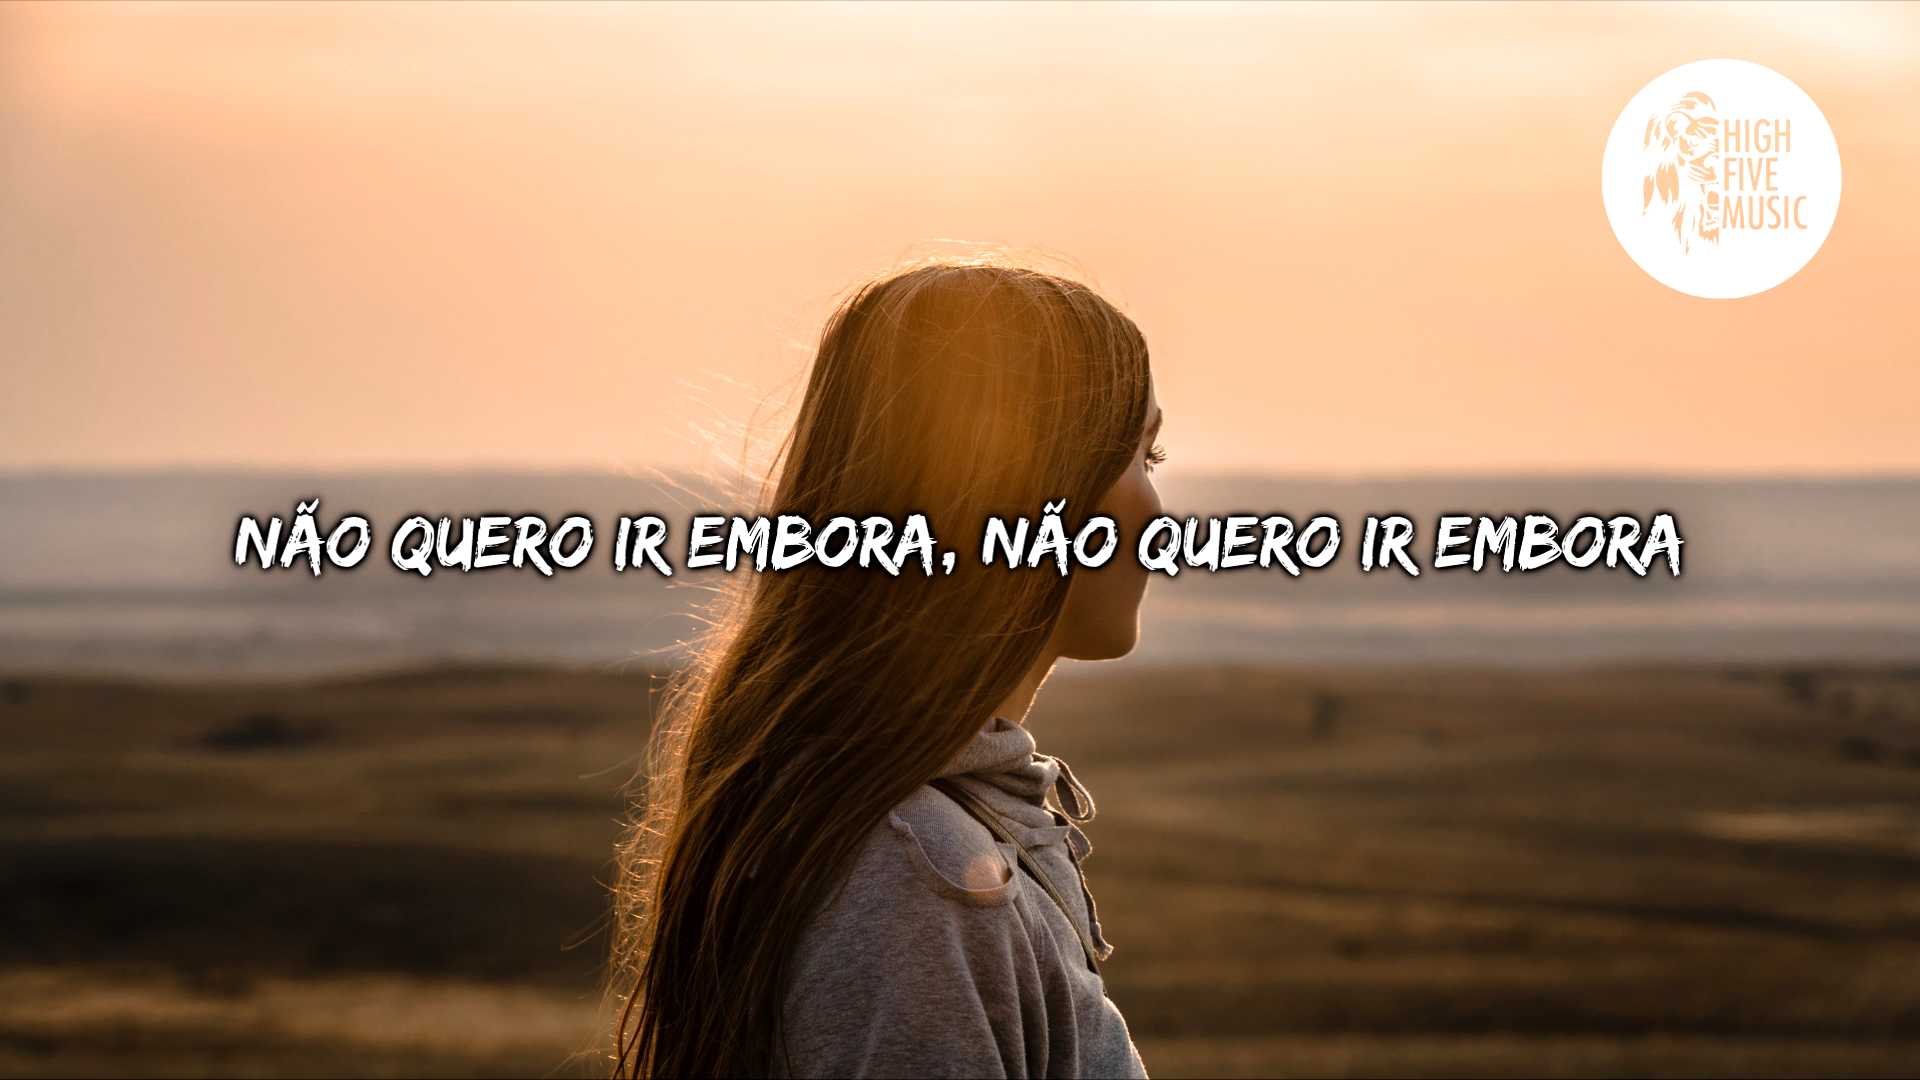 HIGH
FIVE
MUSIC
NÃO QUERO IR EMBORA, NÃO QUERO IR EMBORA